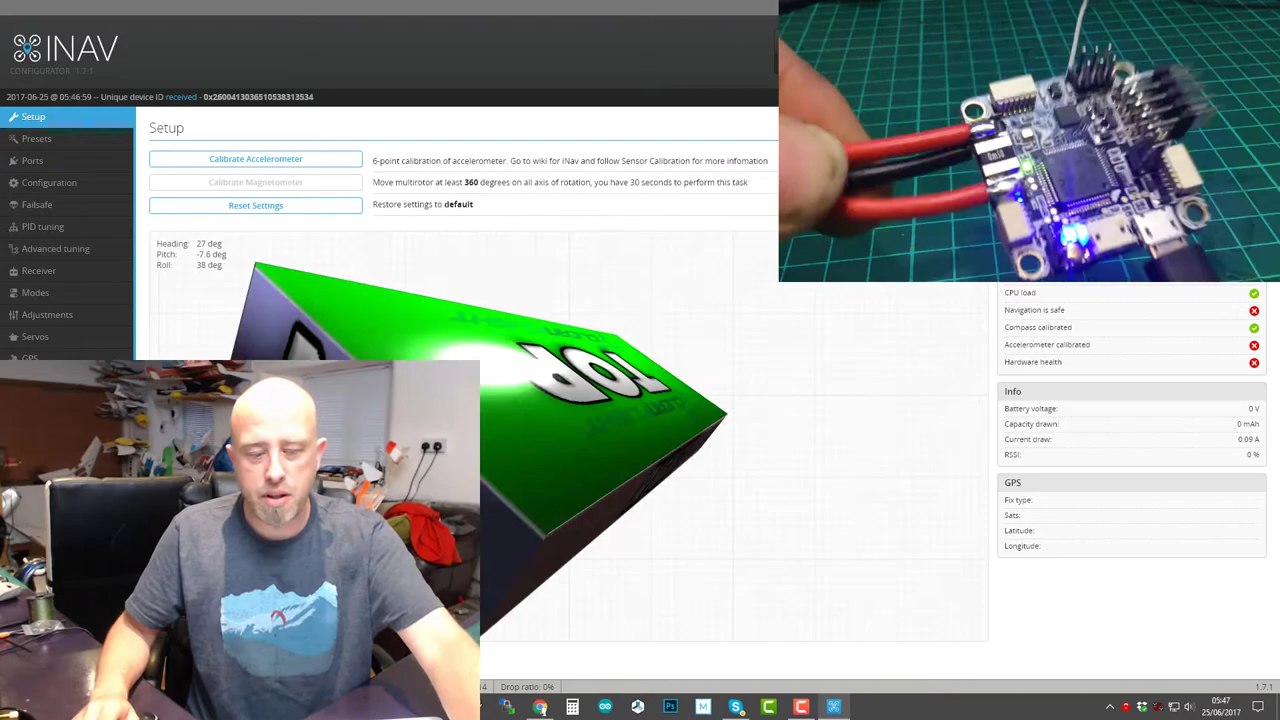 INAV
CONFIGURATOR 1.7.1
2017-06-25 @ 05:46:59 -- Unique device ID received - 0x2600413036510538313534
Setup
Presets
Ports
Configuration
Failsafe
PID tuning
Advanced tuning
Receiver
Modes
Adjustments
Servos
GPS
Setup
Calibrate Accelerometer
6-point calibration of accelerometer. Go to wiki for iNav and follow Sensor Calibration for more infomation
Calibrate Magnetometer
Move multirotor at least 360 degrees on all axis of rotation, you have 30 seconds to perform this task
Reset Settings
Restore settings to default
Heading: 27 deg
Pitch: -7.6 deg
Roll: 38 deg
TOP
CPU load
Navigation is safe
Compass calibrated
Accelerometer calibrated
Hardware health
Info
Battery voltage: 0 V
Capacity drawn: 0 mAh
Current draw: 0.09 A
RSSI: 0 %
GPS
Fix type:
Sats:
Latitude:
Longitude:
14 Drop ratio: 0%
1.7.1
Ps
M
05:47
25/06/2017